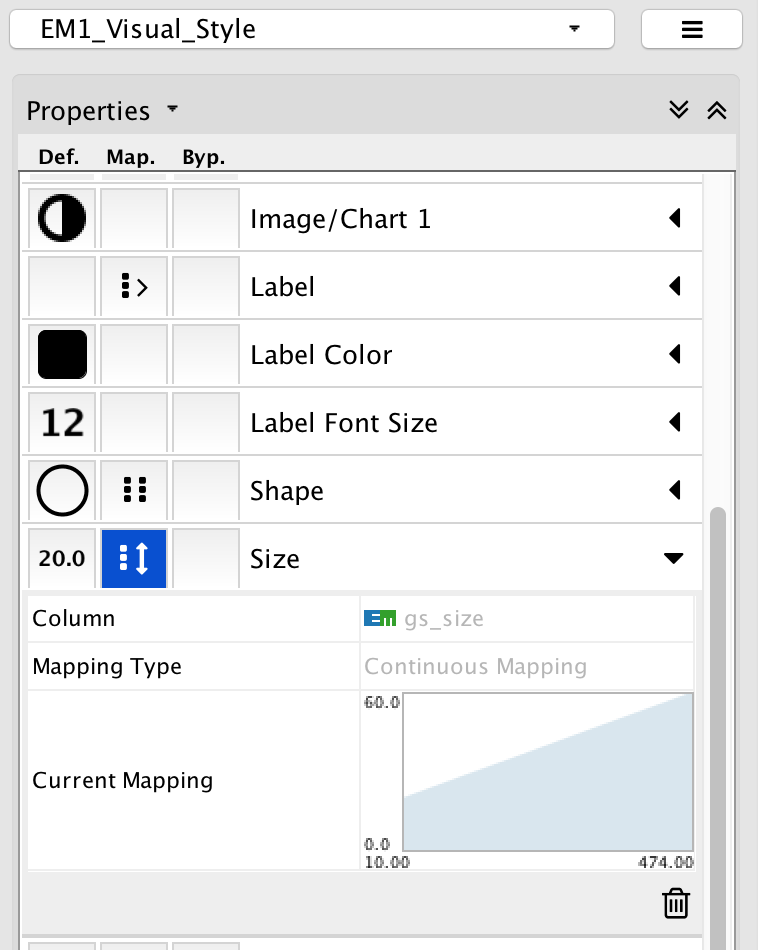 EM1_Visual_Style
Properties
Def. Map. Byp.
Image/Chart 1
Label
Label Color
12 Label Font Size
Shape
20.0 Size
Column EM gs_size
Mapping Type Continuous Mapping
60.0
Current Mapping
0.0
10.00 474.00